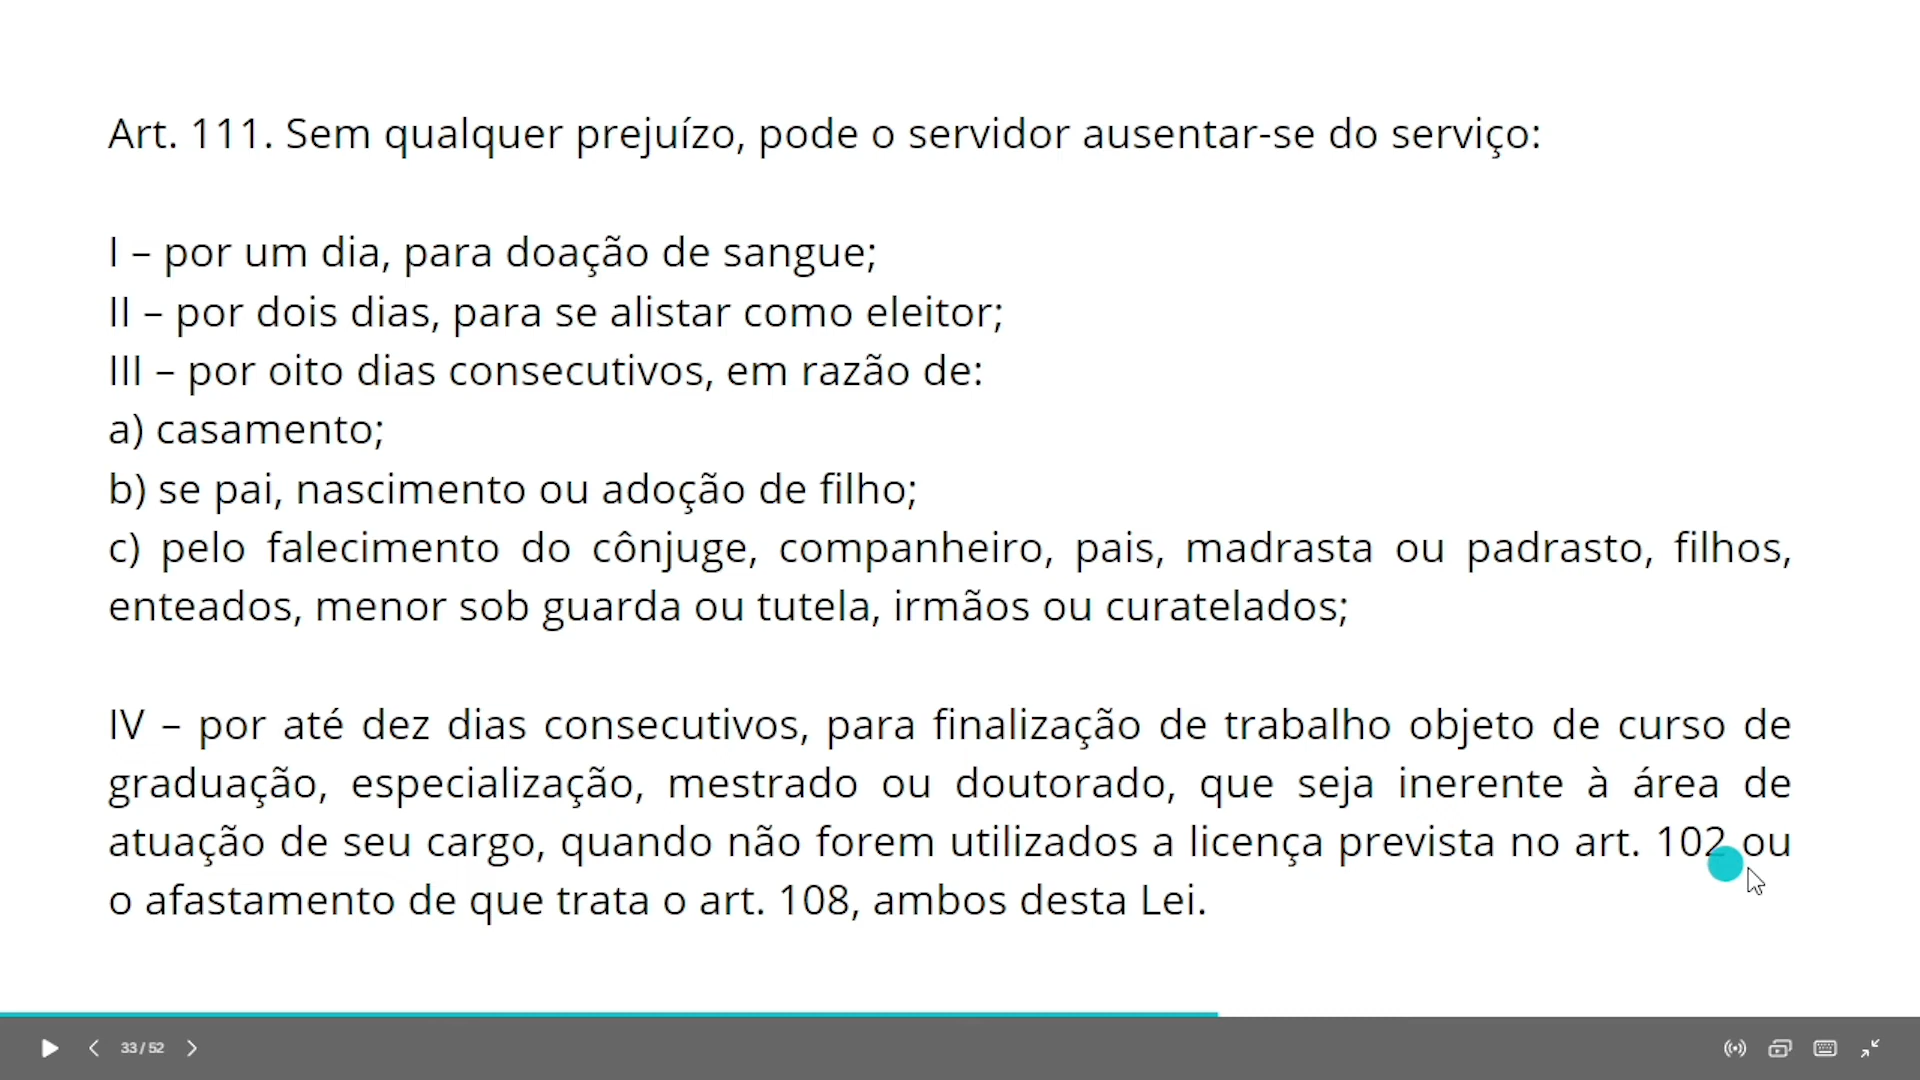 Art. 111. Sem qualquer prejuízo, pode o servidor ausentar-se do serviço:
I – por um dia, para doação de sangue;
II – por dois dias, para se alistar como eleitor;
III – por oito dias consecutivos, em razão de:
a) casamento;
b) se pai, nascimento ou adoção de filho;
c) pelo falecimento do cônjuge, companheiro, pais, madrasta ou padrasto, filhos,
enteados, menor sob guarda ou tutela, irmãos ou curatelados;
IV – por até dez dias consecutivos, para finalização de trabalho objeto de curso de
graduação, especialização, mestrado ou doutorado, que seja inerente à área de
atuação de seu cargo, quando não forem utilizados a licença prevista no art. 102 ou
o afastamento de que trata o art. 108, ambos desta Lei.
33 / 52